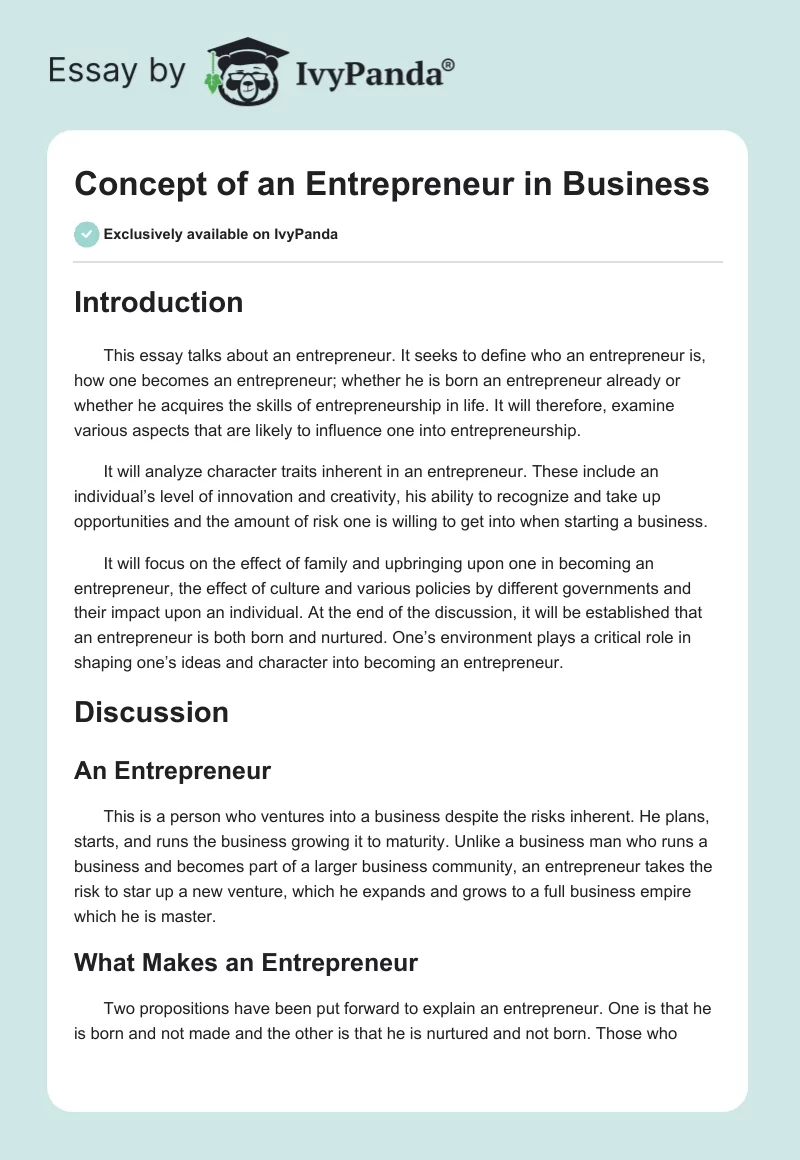 Essay by IvyPanda®
Concept of an Entrepreneur in Business
Exclusively available on IvyPanda
Introduction
This essay talks about an entrepreneur. It seeks to define who an entrepreneur is,
how one becomes an entrepreneur; whether he is born an entrepreneur already or
whether he acquires the skills of entrepreneurship in life. It will therefore, examine
various aspects that are likely to influence one into entrepreneurship.
It will analyze character traits inherent in an entrepreneur. These include an
individual’s level of innovation and creativity, his ability to recognize and take up
opportunities and the amount of risk one is willing to get into when starting a business.
It will focus on the effect of family and upbringing upon one in becoming an
entrepreneur, the effect of culture and various policies by different governments and
their impact upon an individual. At the end of the discussion, it will be established that
an entrepreneur is both born and nurtured. One’s environment plays a critical role in
shaping one’s ideas and character into becoming an entrepreneur.
Discussion
An Entrepreneur
This is a person who ventures into a business despite the risks inherent. He plans,
starts, and runs the business growing it to maturity. Unlike a business man who runs a
business and becomes part of a larger business community, an entrepreneur takes the
risk to star up a new venture, which he expands and grows to a full business empire
which he is master.
What Makes an Entrepreneur
Two propositions have been put forward to explain an entrepreneur. One is that he
is born and not made and the other is that he is nurtured and not born. Those who